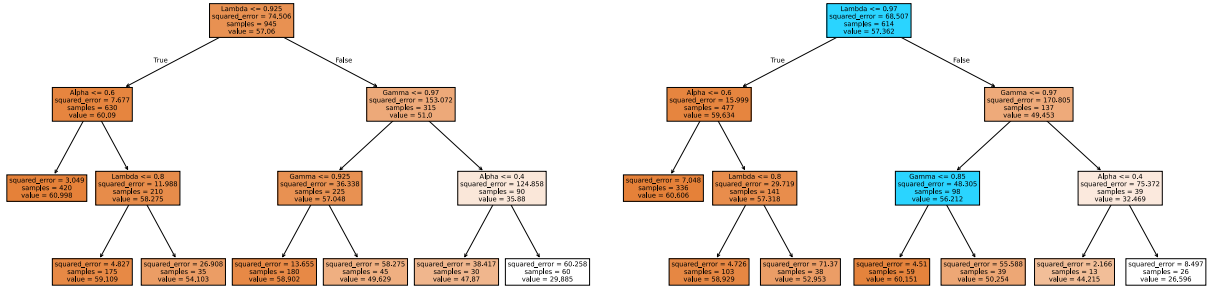 Lambda <= 0.925
squared_error = 74.506
samples = 945
value = 57.06
True
False
Alpha <= 0.6
squared_error = 7.677
samples = 630
value = 60.09
Gamma <= 0.97
squared_error = 153.072
samples = 315
value = 51.0
squared_error = 3.049
samples = 420
value = 60.998
Lambda <= 0.8
squared_error = 11.988
samples = 210
value = 58.275
Gamma <= 0.925
squared_error = 36.338
samples = 225
value = 57.048
Alpha <= 0.4
squared_error = 124.858
samples = 90
value = 35.88
squared_error = 4.827
samples = 175
value = 59.109
squared_error = 26.908
samples = 35
value = 54.103
squared_error = 13.655
samples = 180
value = 58.902
squared_error = 58.275
samples = 45
value = 49.629
squared_error = 38.417
samples = 30
value = 47.87
squared_error = 60.258
samples = 60
value = 29.885
Lambda <= 0.97
squared_error = 68.507
samples = 614
value = 57.362
True
False
Alpha <= 0.6
squared_error = 15.999
samples = 477
value = 59.634
Gamma <= 0.97
squared_error = 170.805
samples = 137
value = 49.453
squared_error = 7.048
samples = 336
value = 60.606
Lambda <= 0.8
squared_error = 29.719
samples = 141
value = 57.318
Gamma <= 0.85
squared_error = 48.305
samples = 98
value = 56.212
Alpha <= 0.4
squared_error = 75.372
samples = 39
value = 32.469
squared_error = 4.726
samples = 103
value = 58.929
squared_error = 71.37
samples = 38
value = 52.953
squared_error = 4.51
samples = 59
value = 60.151
squared_error = 55.588
samples = 39
value = 50.254
squared_error = 2.166
samples = 13
value = 44.215
squared_error = 8.497
samples = 26
value = 26.596